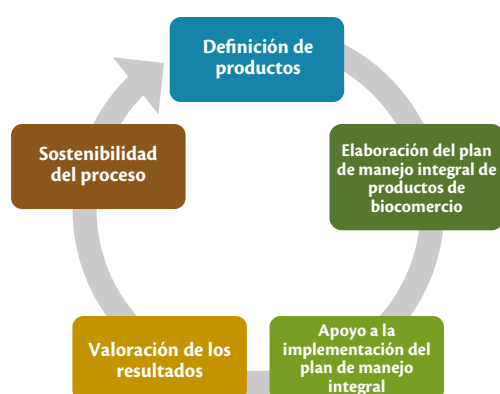 Definición de
productos
Elaboración del plan
de manejo integral de
productos de
biocomercio
Apoyo a la
implementación del
plan de manejo
integral
Valoración de los
resultados
Sostenibilidad
del proceso